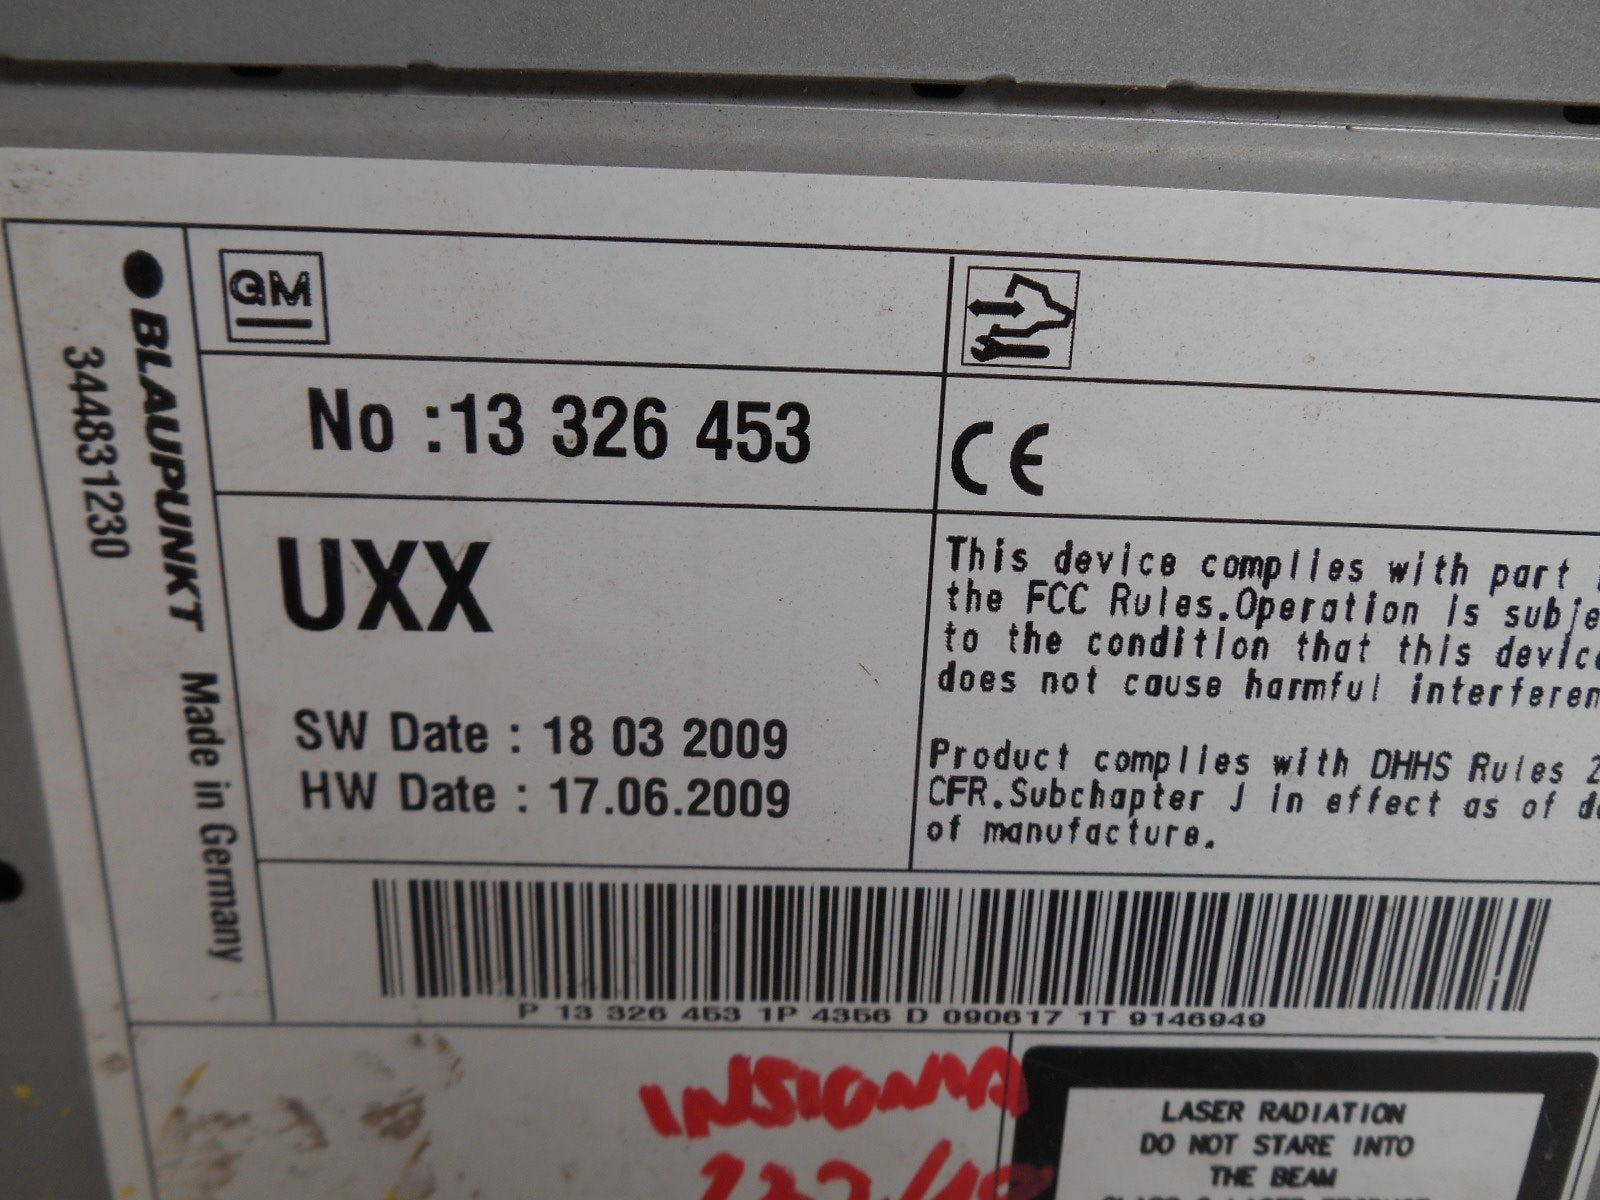 GM
BLAUPUNKT Made in Germany
344831230
No :13 326 453
CE
UXX
SW Date : 18 03 2009
HW Date : 17.06.2009
This device complies with part
the FCC Rules.Operation is subje
to the condition that this device
does not cause harmful interferen
Product complies with DHHS Rules 2
CFR.Subchapter J in effect as of da
of manufacture.
P 13 326 453 1P 4356 D 090617 1T 9146949
INSIGNIA
LASER RADIATION
DO NOT STARE INTO
THE BEAM